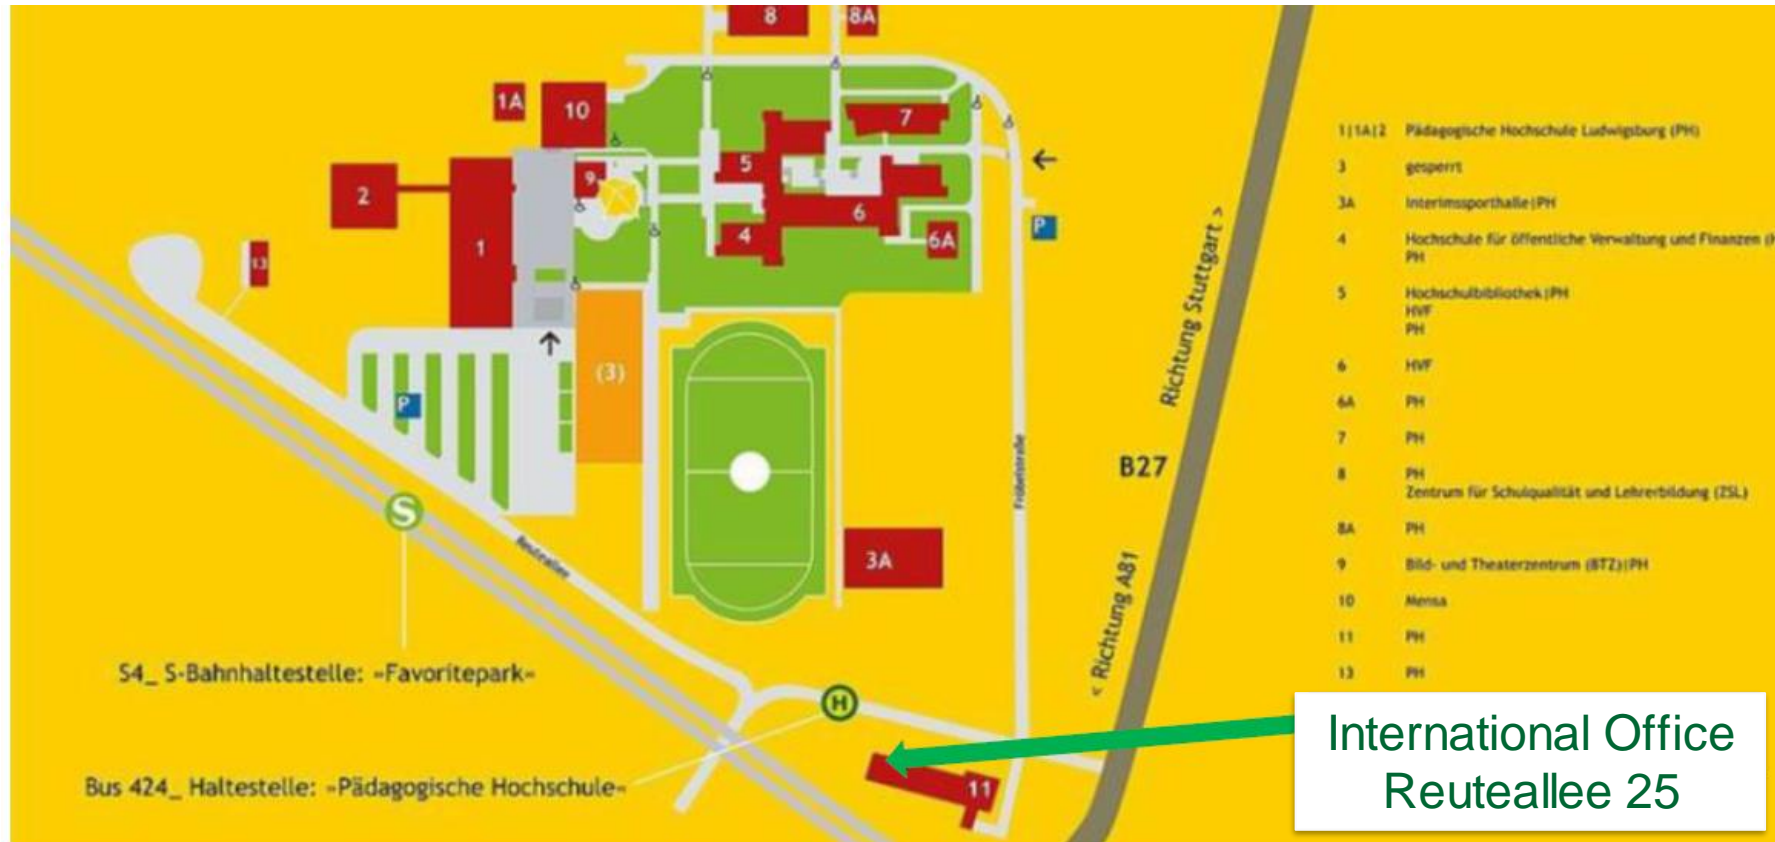 8
8A
1A
10
7
5
9
2
6
1
4
6A
13
P
(3)
P
S
Reuteallee
Fröbelstraße
3A
H
11
B27
Richtung Stuttgart >
< Richtung A81
S4_ S-Bahnhaltestelle: »Favoritepark«
Bus 424_ Haltestelle: »Pädagogische Hochschule«
1|1A|2 Pädagogische Hochschule Ludwigsburg (PH)
3 gesperrt
3A Interimssporthalle|PH
4 Hochschule für öffentliche Verwaltung und Finanzen (H
PH
5 Hochschulbibliothek|PH
HVF
PH
6 HVF
6A PH
7 PH
8 PH
Zentrum für Schulqualität und Lehrerbildung (ZSL)
8A PH
9 Bild- und Theaterzentrum (BTZ)|PH
10 Mensa
11 PH
13 PH
International Office
Reuteallee 25